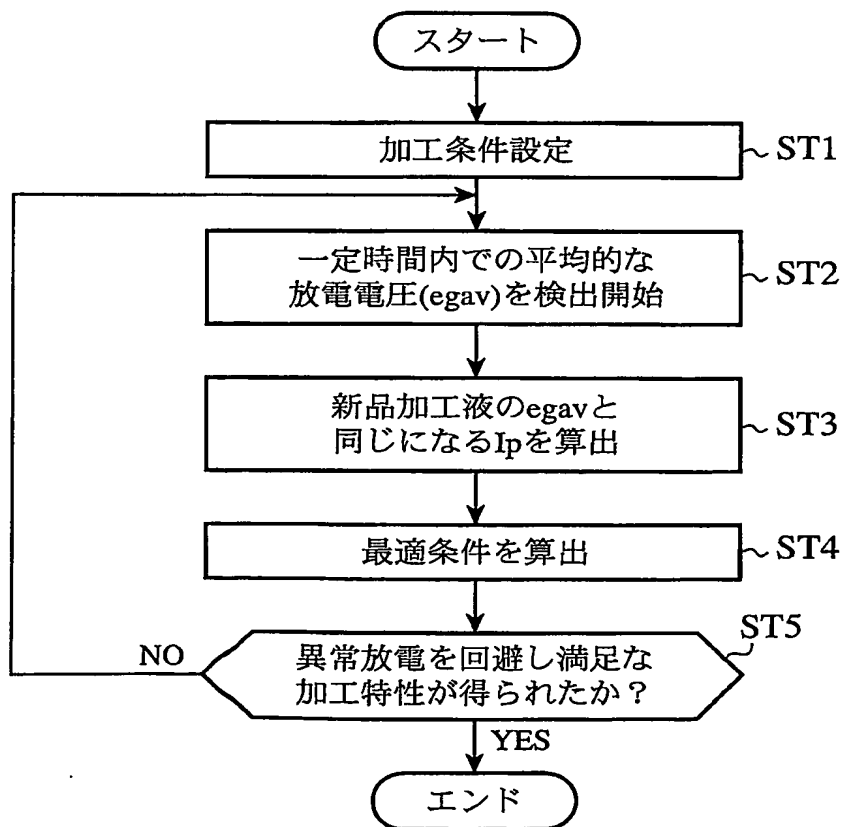 スタート
加工条件設定
ST1
一定時間内での平均的な
放電電圧(egav)を検出開始
ST2
新品加工液のegavと
同じになるIpを算出
ST3
最適条件を算出
ST4
異常放電を回避し満足な
加工特性が得られたか？
ST5
NO
YES
エンド